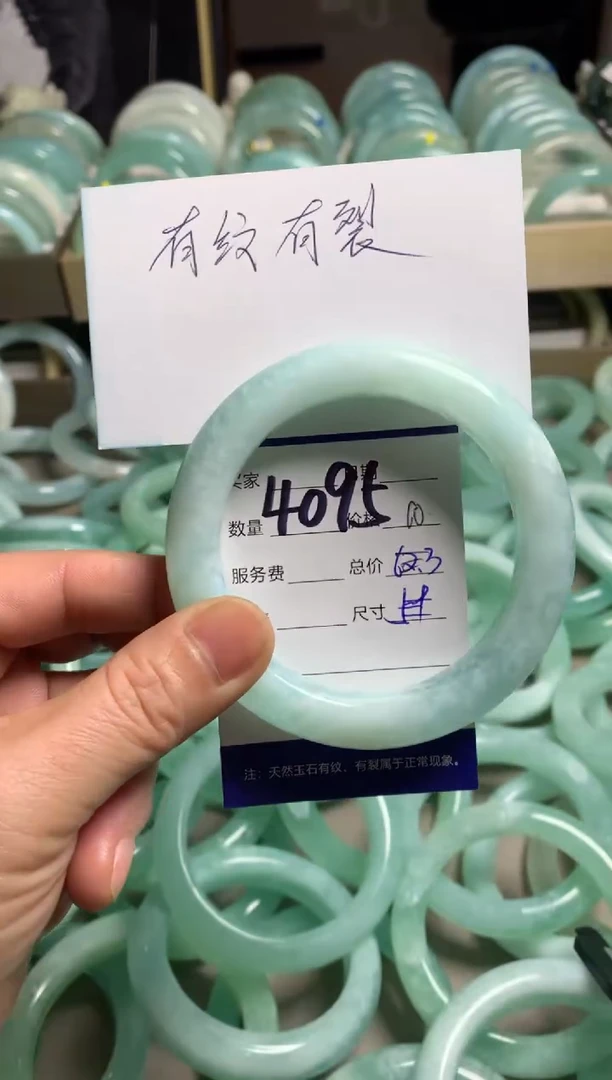 有纹有裂
买家
4095
数量
服务费 总价
尺寸
注：天然玉石有纹、有裂属于正常现象。